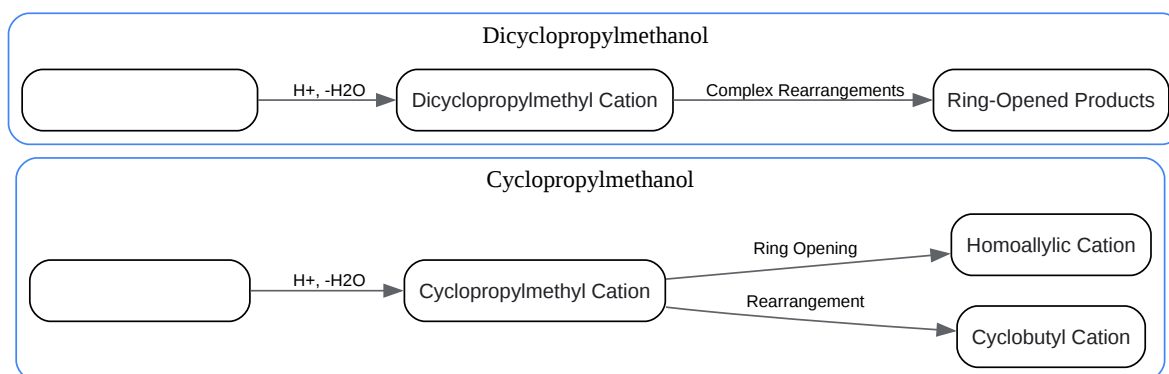 Dicyclopropylmethanol
H+, -H2O
Dicyclopropylmethyl Cation
Complex Rearrangements
Ring-Opened Products
Cyclopropylmethanol
H+, -H2O
Cyclopropylmethyl Cation
Ring Opening
Homoallylic Cation
Rearrangement
Cyclobutyl Cation